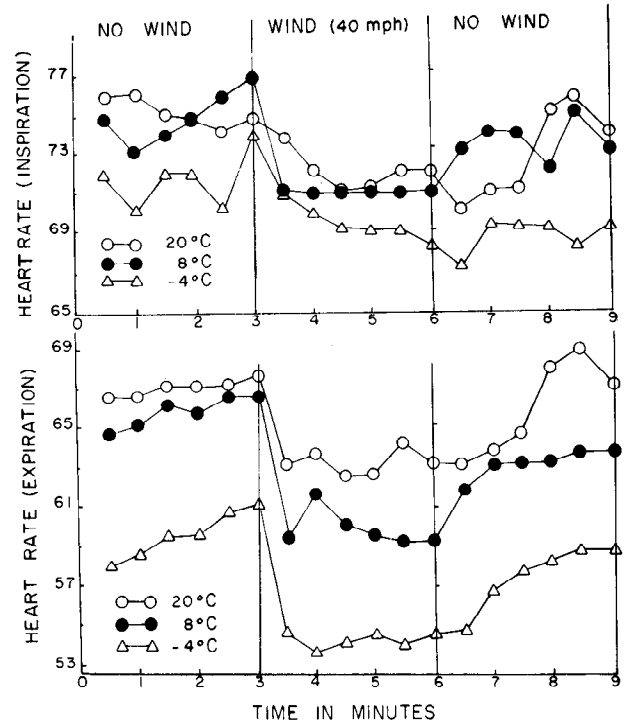 NO WIND WIND (40 mph) NO WIND
HEART RATE (INSPIRATION)
77
73
69
65
20°C
8°C
-4°C
0 1 2 3 4 5 6 7 8 9
HEART RATE (EXPIRATION)
69
65
61
57
53
20°C
8°C
-4°C
0 1 2 3 4 5 6 7 8 9
TIME IN MINUTES